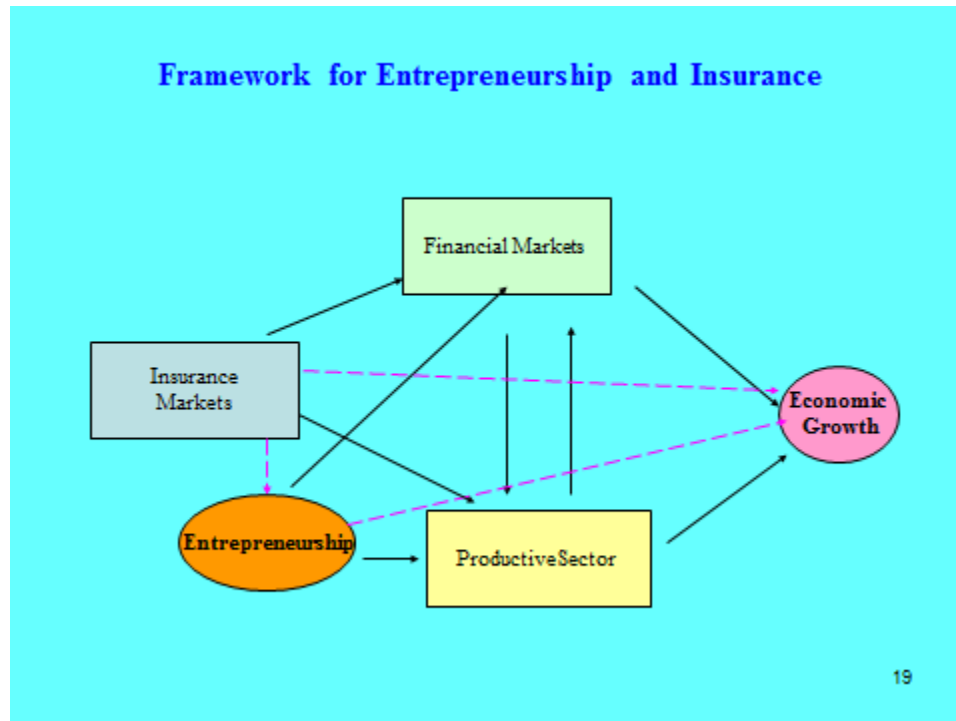 Framework for Entrepreneurship and Insurance
Financial Markets
Insurance
Markets
Economic
Growth
Entrepreneurship
ProductiveSector
19